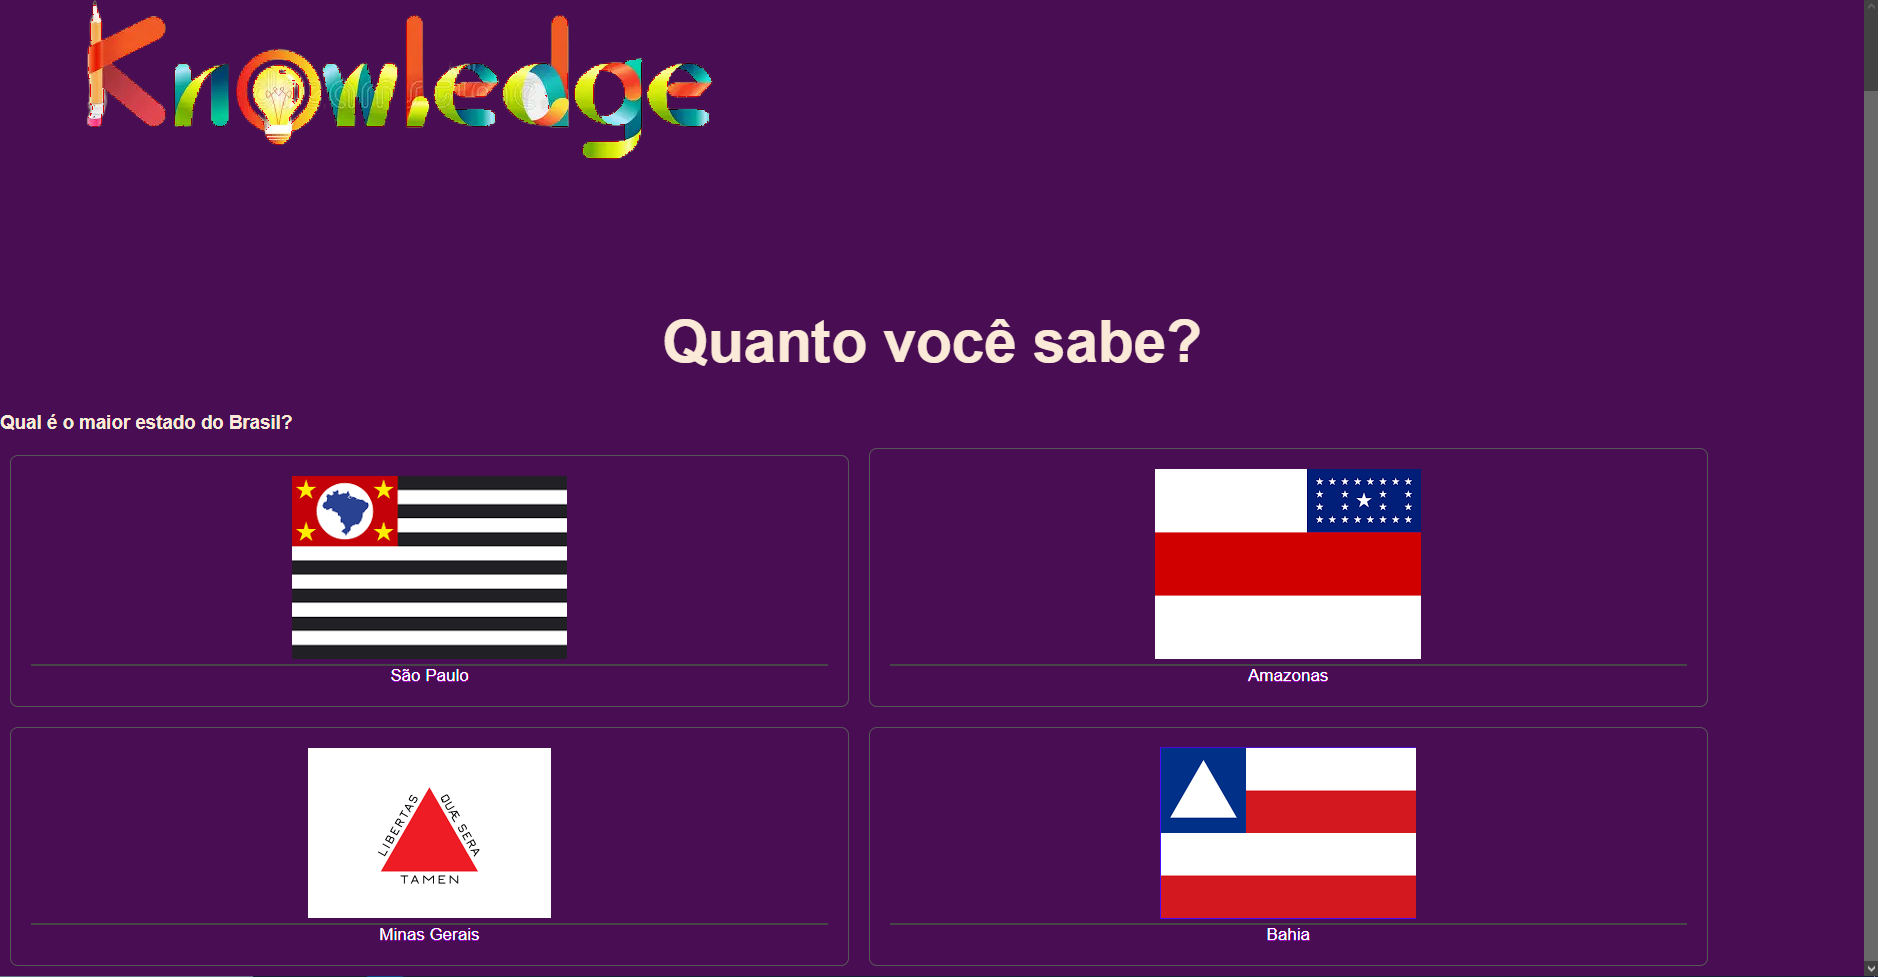 Knowledge
Quanto você sabe?
Qual é o maior estado do Brasil?
São Paulo
Amazonas
LIBERTAS QUÆ SERA
TAMEN
Minas Gerais
Bahia